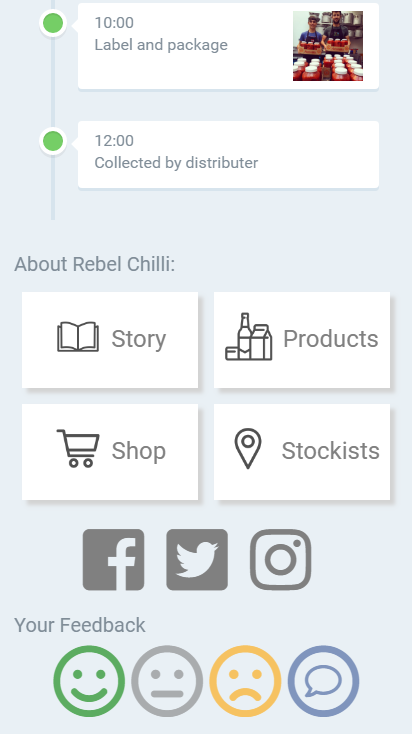 10:00
Label and package
12:00
Collected by distributer
About Rebel Chilli:
Story
Products
Shop
Stockists
Your Feedback